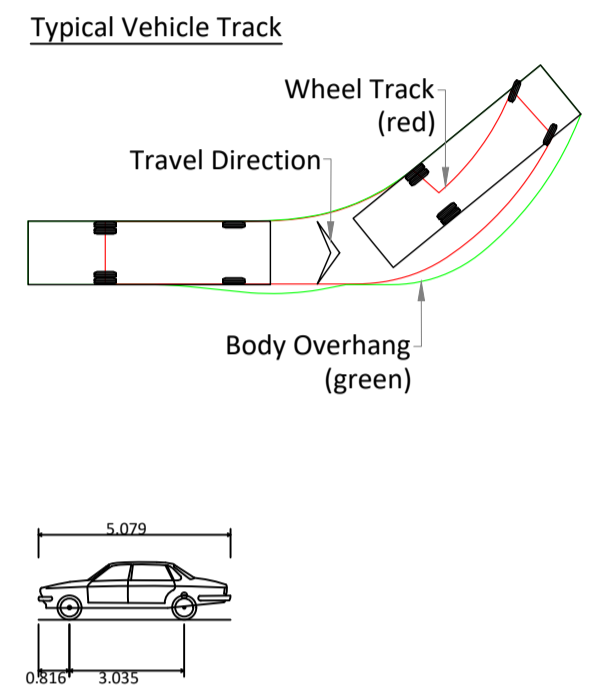 Typical Vehicle Track
Wheel Track
(red)
Travel Direction
Body Overhang
(green)
5.079
0.816
3.035